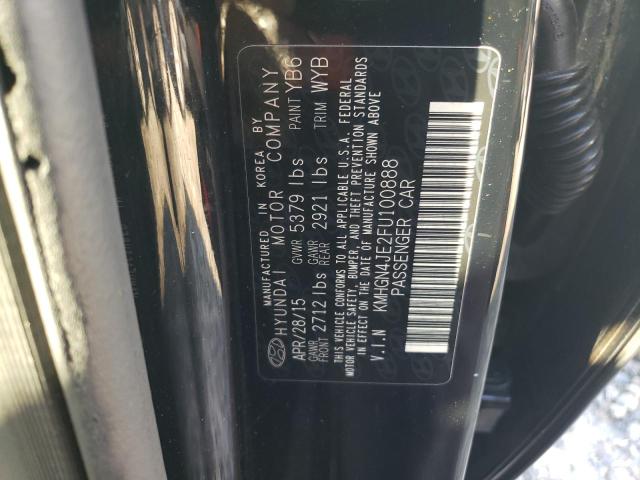 MANUFACTURED IN KOREA BY
HYUNDAI MOTOR COMPANY
APR/28/15 GVWR 5379 lbs PAINT YB6
GAWR FRONT 2712 lbs GAWR REAR 2921 lbs TRIM WYB
THIS VEHICLE CONFORMS TO ALL APPLICABLE U.S.A. FEDERAL
MOTOR VEHICLE SAFETY, BUMPER, AND THEFT PREVENTION STANDARDS
IN EFFECT ON THE DATE OF MANUFACTURE SHOWN ABOVE
V.I.N KMHGN4JE2FU100888
PASSENGER CAR